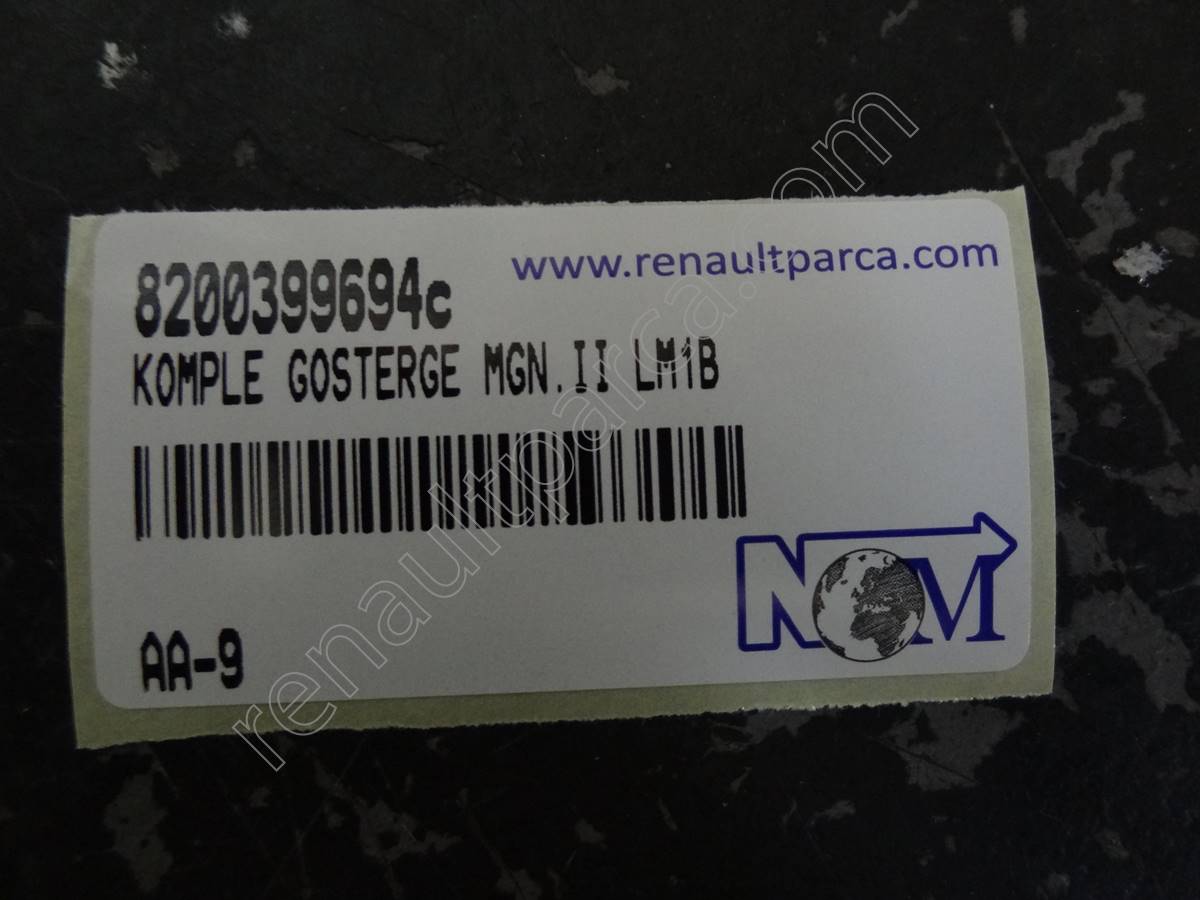 www.renaultparca.com
8200399694c
KOMPLE GOSTERGE MGN.II LM1B
NM
AA-9
renaultparca.com